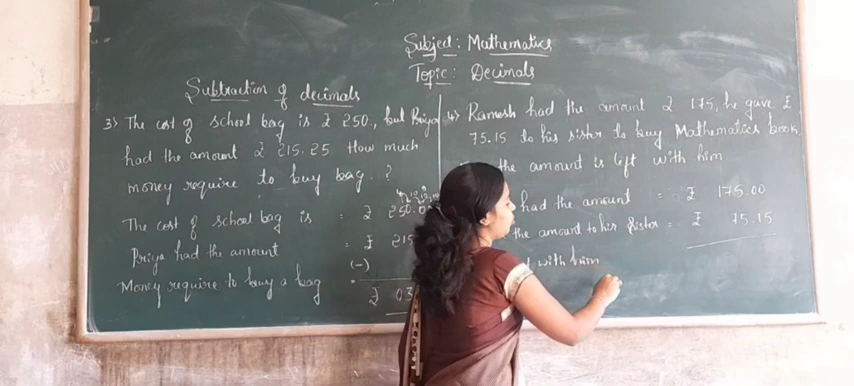 Subject: Mathematics
Topic: Decimals
Subtraction of decimals
3) The cost of school bag is ₹ 250., but Priya
had the amount ₹ 215.25 How much
money require to buy bag. ?
The cost of school bag is = ₹ 250.0
Priya had the amount = ₹ 215
(-)
Money require to buy a bag = ₹ 03
4) Ramesh had the amount ₹ 175, he gave ₹
75.15 to his sister to buy Mathematics book,
the amount is left with him
had the amount = ₹ 175.00
the amount to his sister = ₹ 75.15
with him